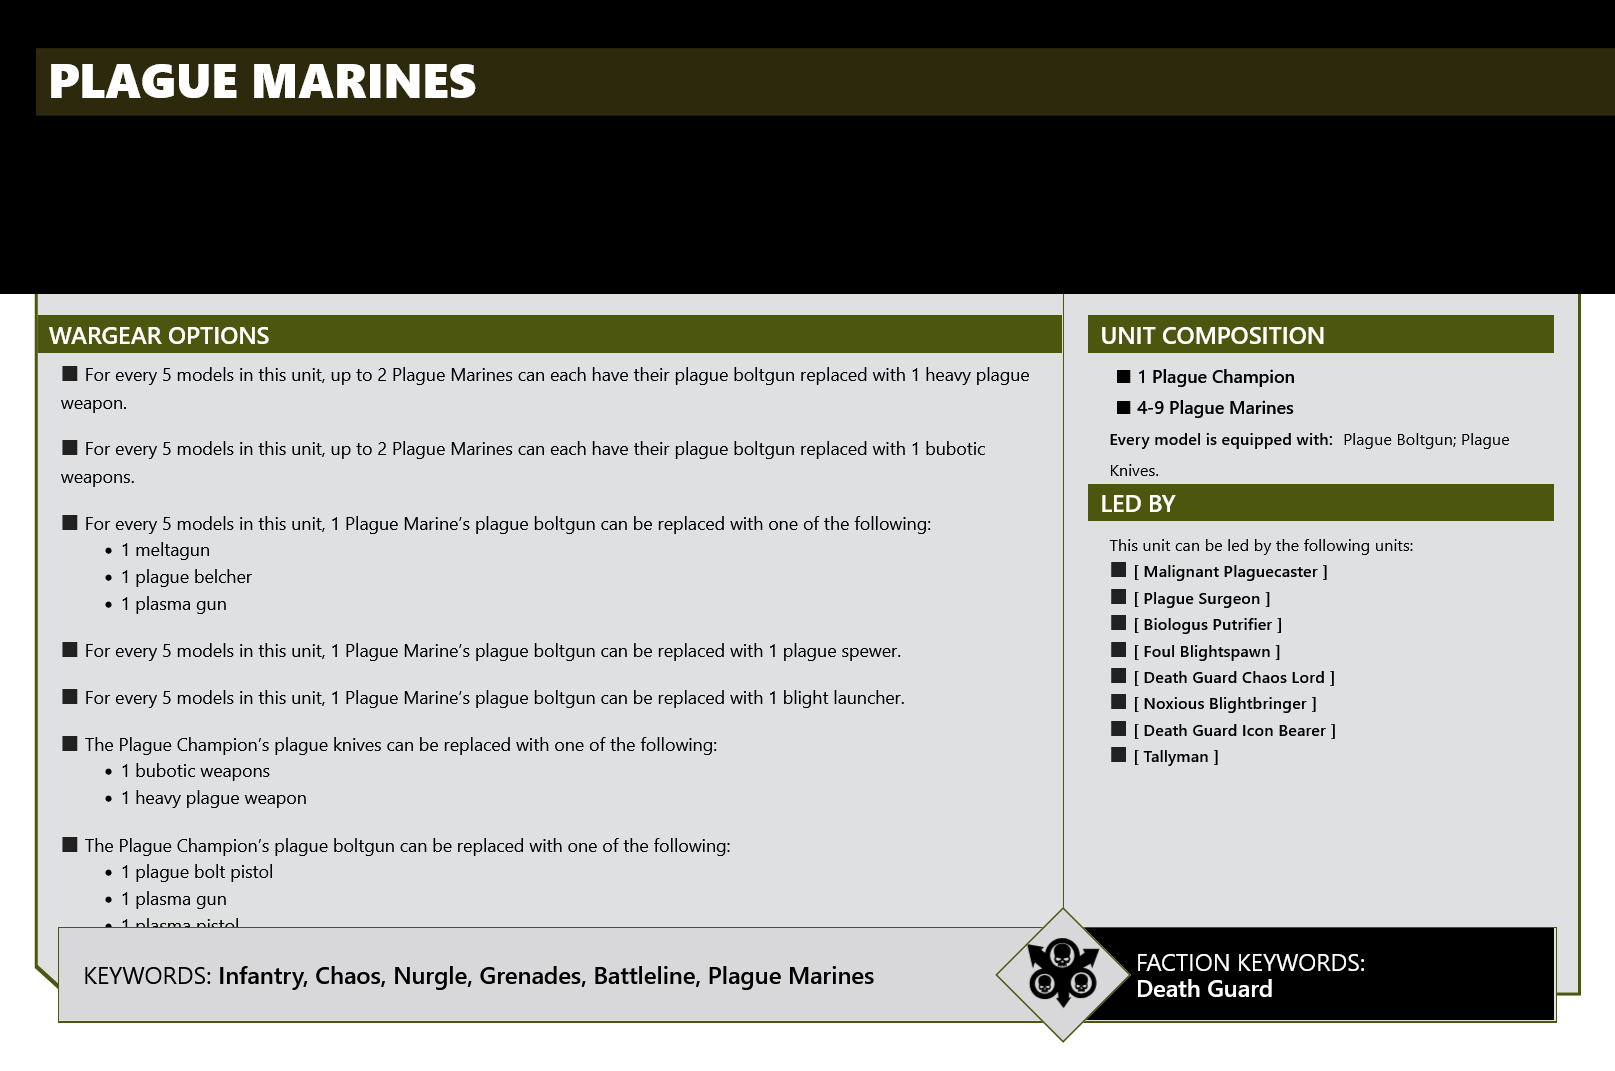 PLAGUE MARINES
WARGEAR OPTIONS
■ For every 5 models in this unit, up to 2 Plague Marines can each have their plague boltgun replaced with 1 heavy plague
weapon.
■ For every 5 models in this unit, up to 2 Plague Marines can each have their plague boltgun replaced with 1 bubotic
weapons.
■ For every 5 models in this unit, 1 Plague Marine’s plague boltgun can be replaced with one of the following:
• 1 meltagun
• 1 plague belcher
• 1 plasma gun
■ For every 5 models in this unit, 1 Plague Marine’s plague boltgun can be replaced with 1 plague spewer.
■ For every 5 models in this unit, 1 Plague Marine’s plague boltgun can be replaced with 1 blight launcher.
■ The Plague Champion’s plague knives can be replaced with one of the following:
• 1 bubotic weapons
• 1 heavy plague weapon
■ The Plague Champion’s plague boltgun can be replaced with one of the following:
• 1 plague bolt pistol
• 1 plasma gun
• 1 plasma pistol
UNIT COMPOSITION
■ 1 Plague Champion
■ 4-9 Plague Marines
Every model is equipped with: Plague Boltgun; Plague
Knives.
LED BY
This unit can be led by the following units:
■ [ Malignant Plaguecaster ]
■ [ Plague Surgeon ]
■ [ Biologus Putrifier ]
■ [ Foul Blightspawn ]
■ [ Death Guard Chaos Lord ]
■ [ Noxious Blightbringer ]
■ [ Death Guard Icon Bearer ]
■ [ Tallyman ]
KEYWORDS: Infantry, Chaos, Nurgle, Grenades, Battleline, Plague Marines
FACTION KEYWORDS:
Death Guard